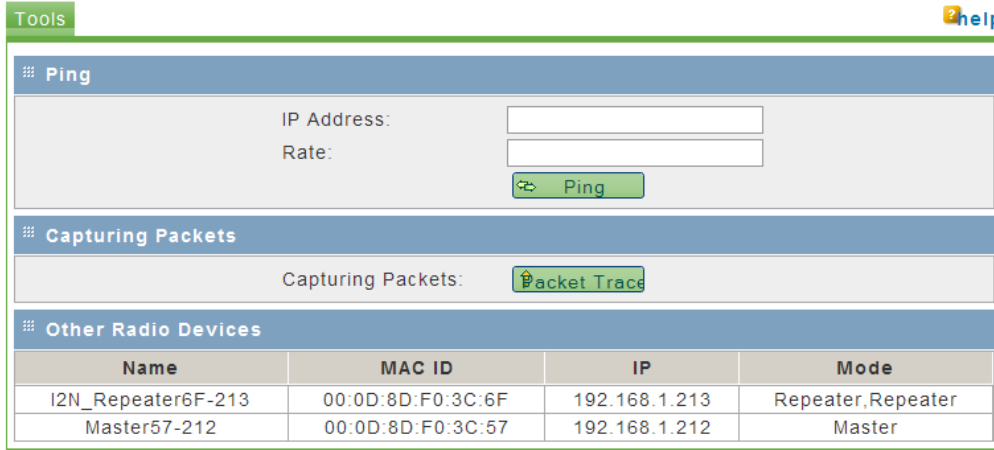 Tools
help
Ping
IP Address:
Rate:
Ping
Capturing Packets
Capturing Packets: Packet Trace
Other Radio Devices
Name MAC ID IP Mode
I2N_Repeater6F-213 00:0D:8D:F0:3C:6F 192.168.1.213 Repeater,Repeater
Master57-212 00:0D:8D:F0:3C:57 192.168.1.212 Master